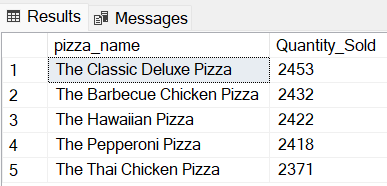 Results Messages
pizza_name Quantity_Sold
1 The Classic Deluxe Pizza 2453
2 The Barbecue Chicken Pizza 2432
3 The Hawaiian Pizza 2422
4 The Pepperoni Pizza 2418
5 The Thai Chicken Pizza 2371